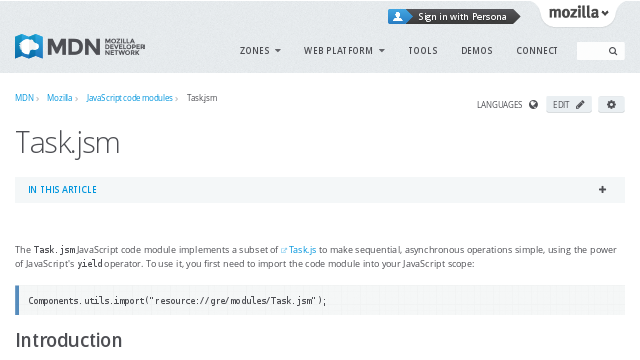 Sign in with Persona
mozilla
MDN MOZILLA DEVELOPER NETWORK
ZONES WEB PLATFORM TOOLS DEMOS CONNECT
MDN › Mozilla › JavaScript code modules › Task.jsm
LANGUAGES EDIT
Task.jsm
IN THIS ARTICLE +
The Task.jsm JavaScript code module implements a subset of Task.js to make sequential, asynchronous operations simple, using the power
of JavaScript's yield operator. To use it, you first need to import the code module into your JavaScript scope:
Components.utils.import("resource://gre/modules/Task.jsm");
Introduction